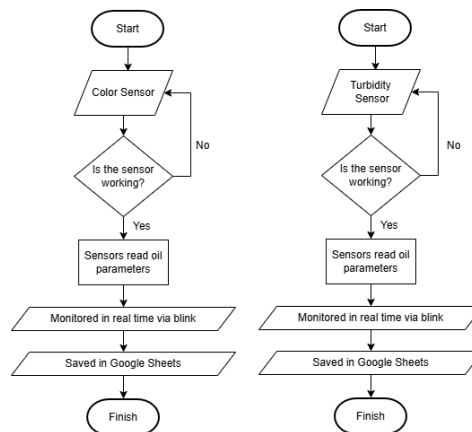 Start
Color Sensor
No
Is the sensor
working?
Yes
Sensors read oil
parameters
Monitored in real time via blink
Saved in Google Sheets
Finish
Start
Turbidity
Sensor
No
Is the sensor
working?
Yes
Sensors read oil
parameters
Monitored in real time via blink
Saved in Google Sheets
Finish